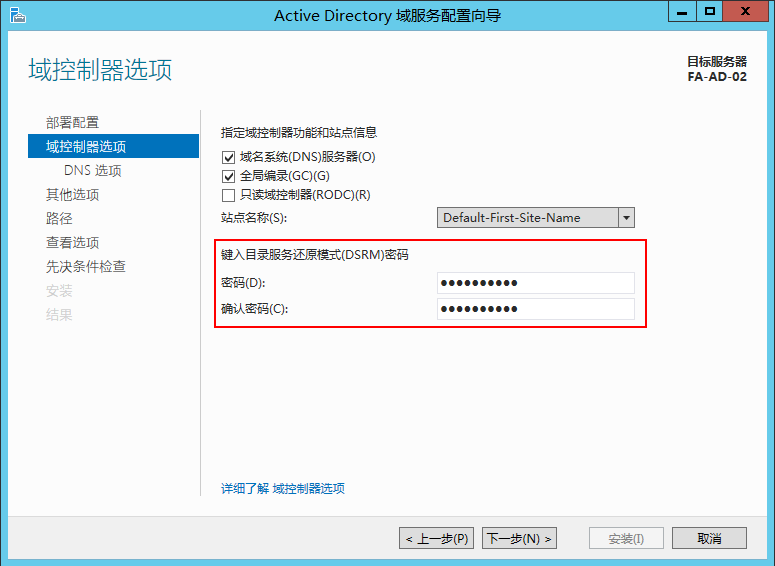 Active Directory 域服务配置向导
域控制器选项
目标服务器
FA-AD-02
部署配置
域控制器选项
DNS 选项
其他选项
路径
查看选项
先决条件检查
安装
结果
指定域控制器功能和站点信息
域名系统(DNS)服务器(O)
全局编录(GC)(G)
只读域控制器(RODC)(R)
站点名称(S): Default-First-Site-Name
键入目录服务还原模式(DSRM)密码
密码(D): ●●●●●●●●●●
确认密码(C): ●●●●●●●●●●
详细了解 域控制器选项
< 上一步(P) 下一步(N) > 安装(I) 取消